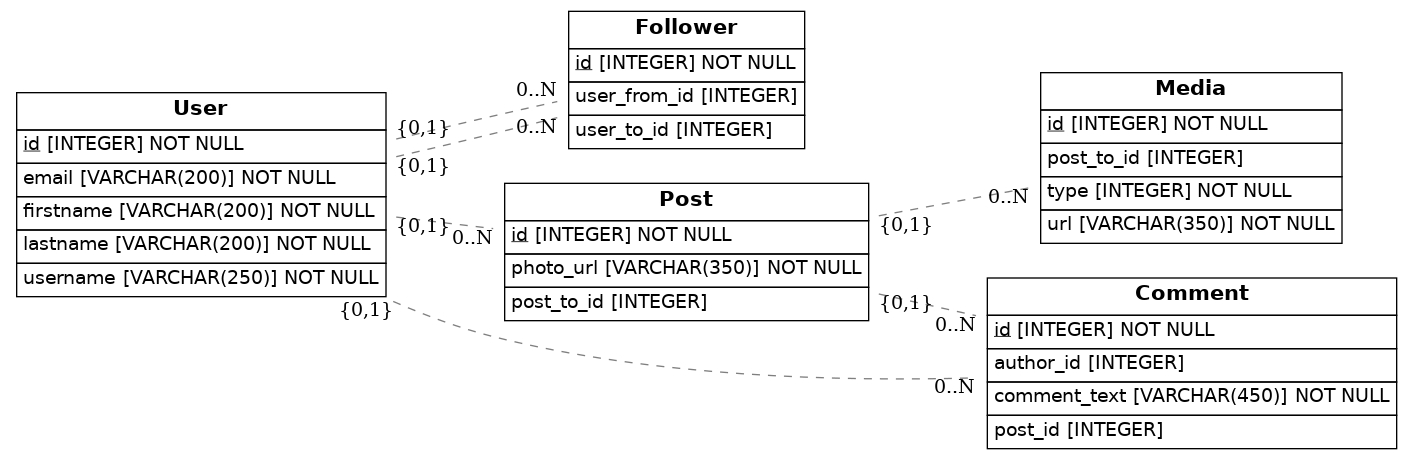 User
id [INTEGER] NOT NULL
email [VARCHAR(200)] NOT NULL
firstname [VARCHAR(200)] NOT NULL
lastname [VARCHAR(200)] NOT NULL
username [VARCHAR(250)] NOT NULL
{0,1}
0..N
{0,1}
0..N
{0,1}
0..N
{0,1}
0..N
Follower
id [INTEGER] NOT NULL
user_from_id [INTEGER]
user_to_id [INTEGER]
Post
id [INTEGER] NOT NULL
photo_url [VARCHAR(350)] NOT NULL
post_to_id [INTEGER]
{0,1}
0..N
{0,1}
0..N
Media
id [INTEGER] NOT NULL
post_to_id [INTEGER]
type [INTEGER] NOT NULL
url [VARCHAR(350)] NOT NULL
Comment
id [INTEGER] NOT NULL
author_id [INTEGER]
comment_text [VARCHAR(450)] NOT NULL
post_id [INTEGER]